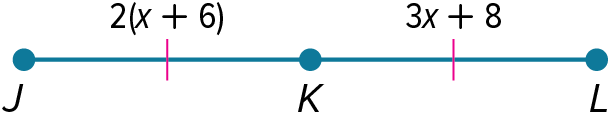 2(x + 6) 3x + 8
J K L